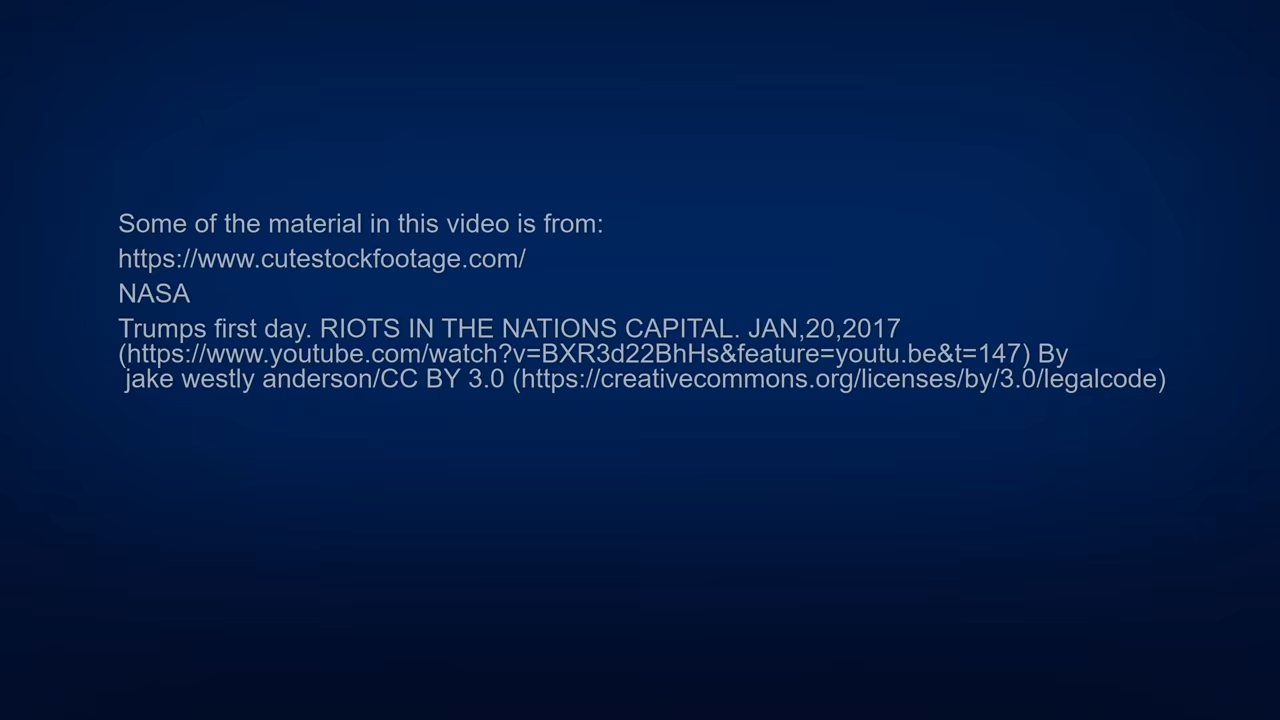 Some of the material in this video is from:
https://www.cutestockfootage.com/
NASA
Trumps first day. RIOTS IN THE NATIONS CAPITAL. JAN,20,2017
(https://www.youtube.com/watch?v=BXR3d22BhHs&feature=youtu.be&t=147) By
jake westly anderson/CC BY 3.0 (https://creativecommons.org/licenses/by/3.0/legalcode)